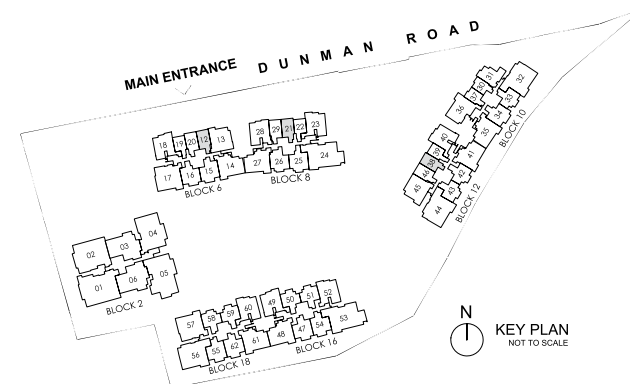 DUNMAN ROAD
MAIN ENTRANCE
18 19 20 12 13
17 16 15 14
BLOCK 6
28 29 21 22 23
27 26 25 24
BLOCK 8
31 32
30
37 33
36 34
35
BLOCK 10
40 41
39
38 42
46 43
45 44
BLOCK 12
02 03 04
01 06 05
BLOCK 2
57 58 59 60
56 55 62 61
BLOCK 18
49 50 51 52
48 47 54 53
BLOCK 16
N
KEY PLAN
NOT TO SCALE